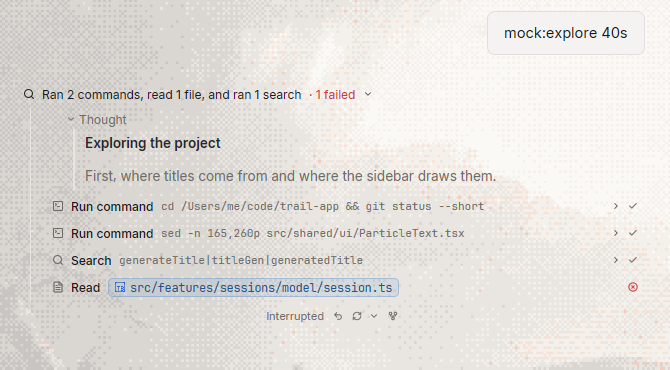 mock:explore 40s
Ran 2 commands, read 1 file, and ran 1 search · 1 failed
Thought
Exploring the project
First, where titles come from and where the sidebar draws them.
Run command cd /Users/me/code/trail-app && git status --short
Run command sed -n 165,260p src/shared/ui/ParticleText.tsx
Search generateTitle|titleGen|generatedTitle
Read TS src/features/sessions/model/session.ts
Interrupted